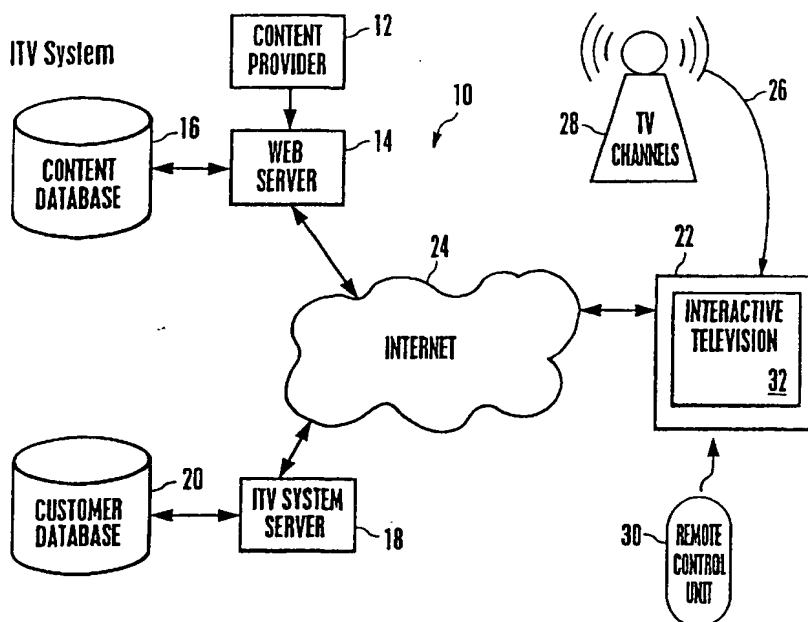 ITV System
CONTENT
PROVIDER
12
16
CONTENT
DATABASE
WEB
SERVER
14
10
28
TV
CHANNELS
26
24
INTERNET
22
INTERACTIVE
TELEVISION
32
20
CUSTOMER
DATABASE
ITV SYSTEM
SERVER
18
30
REMOTE
CONTROL
UNIT